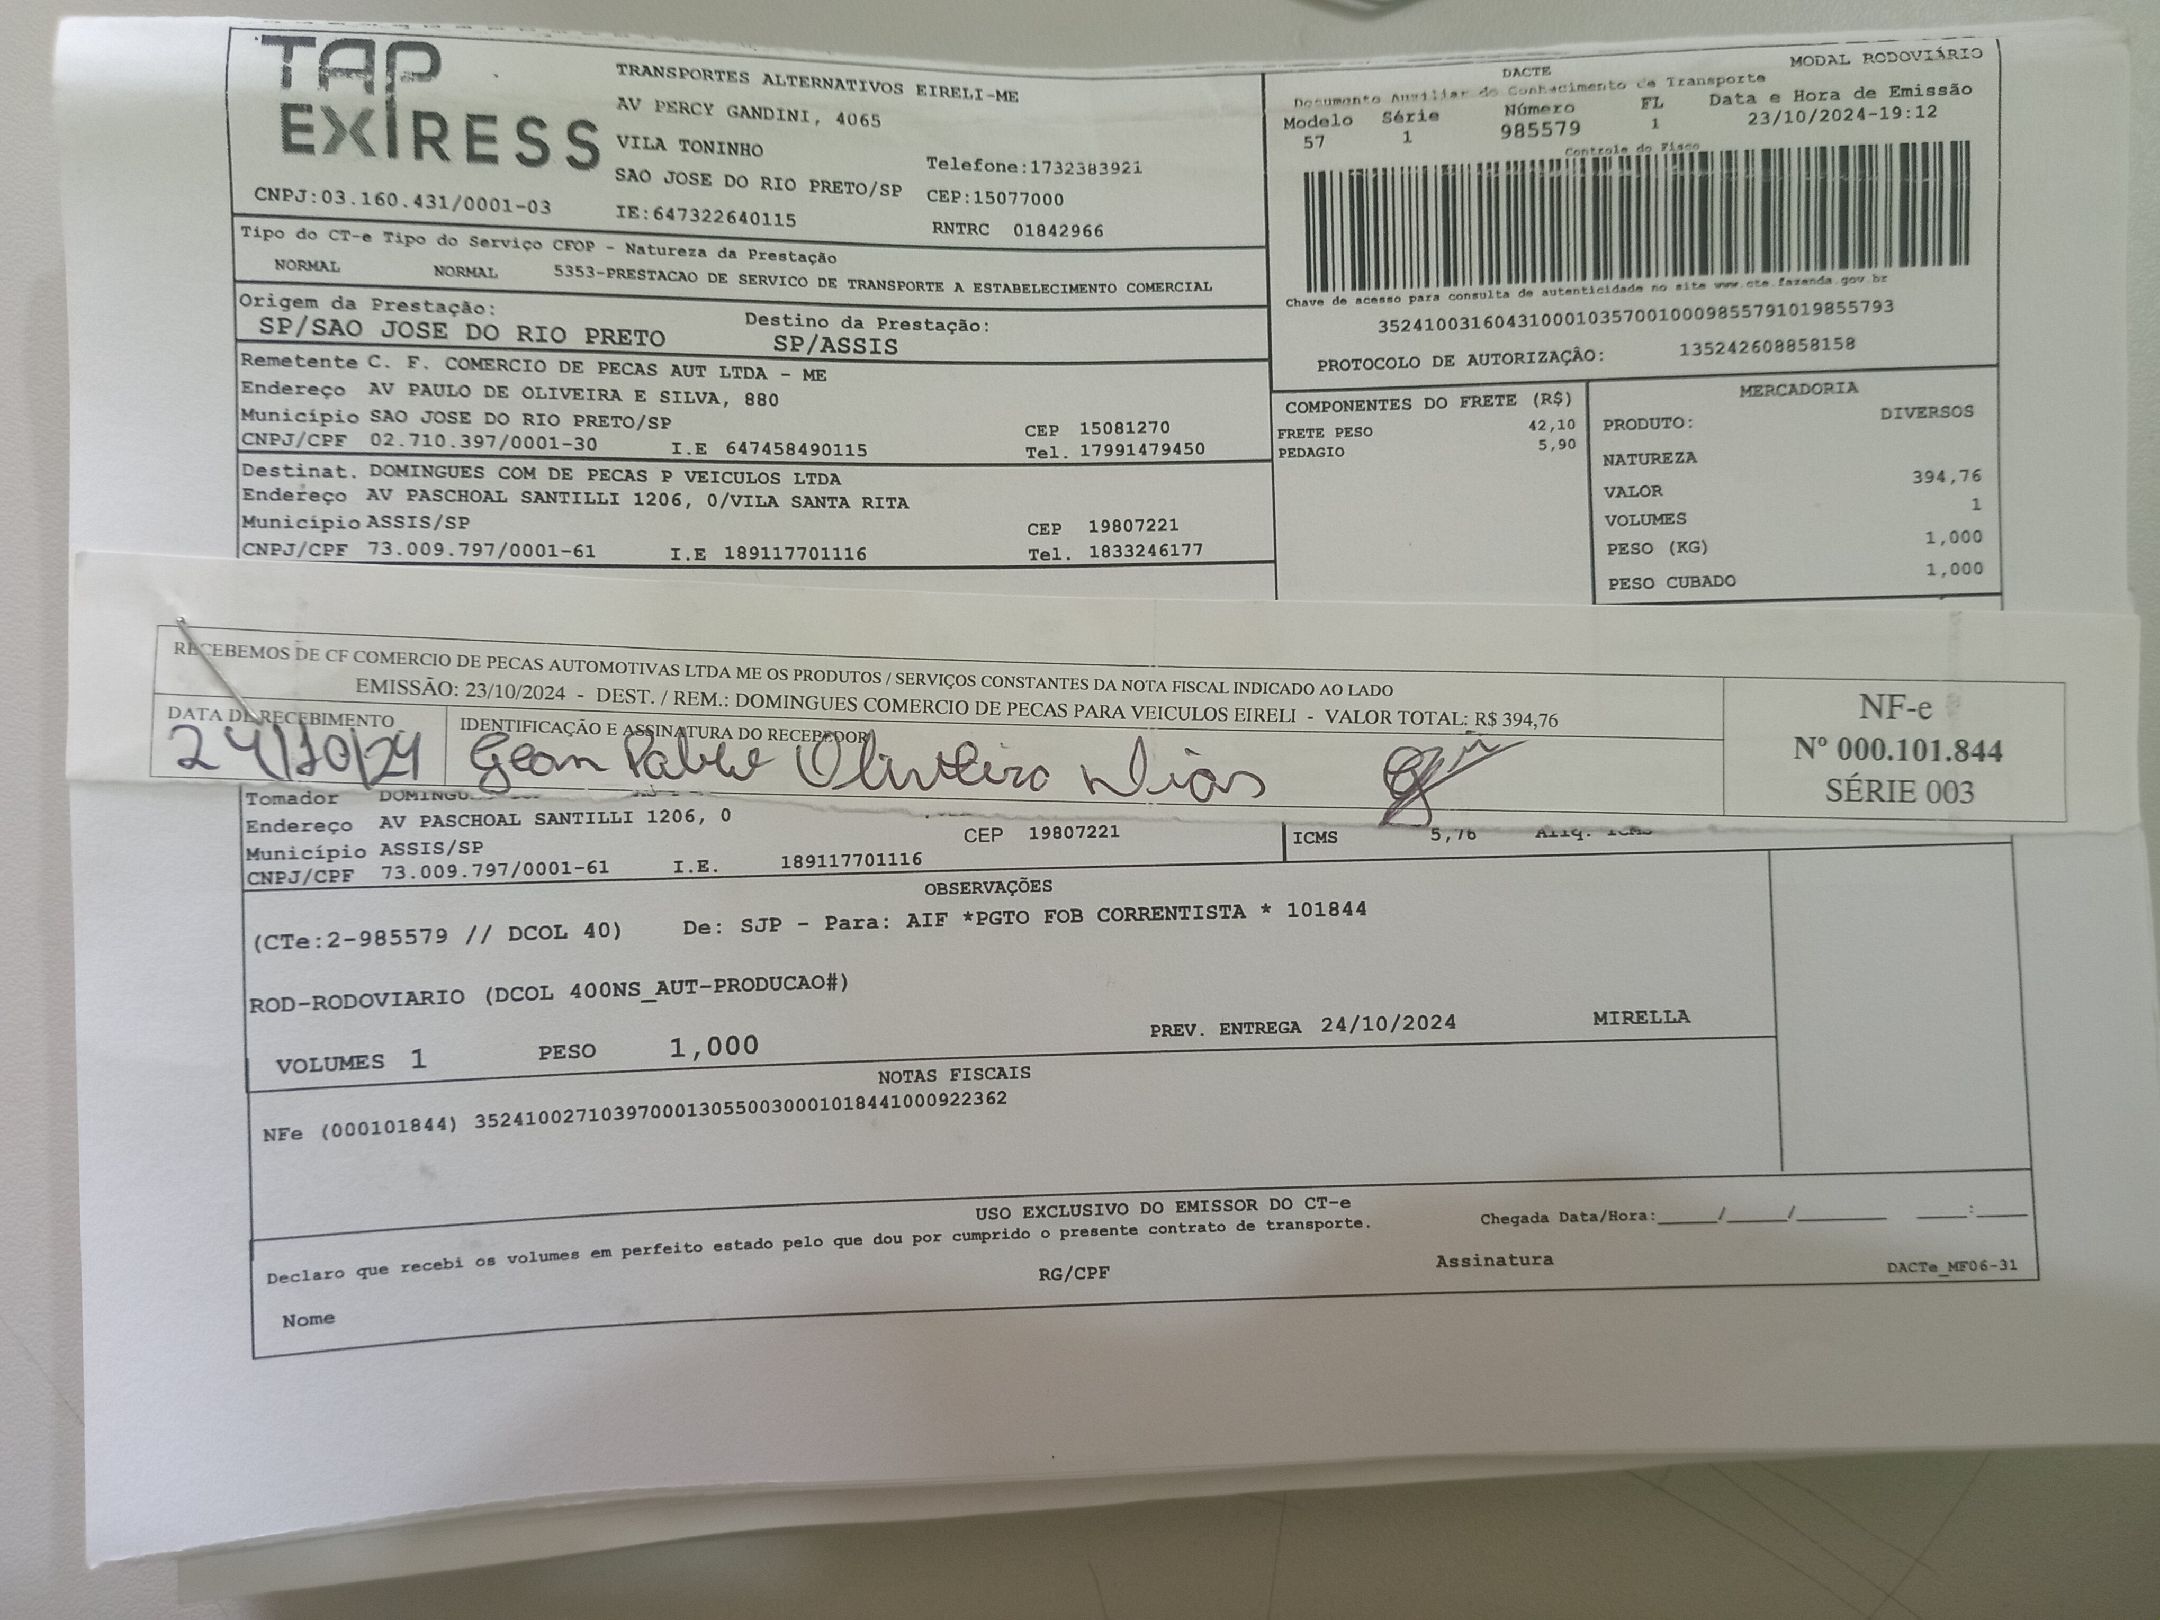 TAP
EXIRESS
TRANSPORTES ALTERNATIVOS EIRELI-ME
AV PERCY GANDINI, 4065
VILA TONINHO
SAO JOSE DO RIO PRETO/SP
Telefone:1732383921
CEP:15077000
CNPJ:03.160.431/0001-03
IE:647322640115
RNTRC 01842966
DACTE
MODAL RODOVIÁRIO
Documento Auxiliar do Conhecimento de Transporte
Modelo Série Número FL Data e Hora de Emissão
57 1 985579 1 23/10/2024-19:12
Controle do Fisco
Chave de acesso para consulta de autenticidade no site www.cte.fazenda.gov.br
35241003160431000103570010009855791019855793
PROTOCOLO DE AUTORIZAÇÃO: 135242608858158
Tipo do CT-e Tipo do Serviço CFOP - Natureza da Prestação
NORMAL NORMAL 5353-PRESTACAO DE SERVICO DE TRANSPORTE A ESTABELECIMENTO COMERCIAL
Origem da Prestação: Destino da Prestação:
SP/SAO JOSE DO RIO PRETO SP/ASSIS
Remetente C. F. COMERCIO DE PECAS AUT LTDA - ME
Endereço AV PAULO DE OLIVEIRA E SILVA, 880
Município SAO JOSE DO RIO PRETO/SP CEP 15081270
CNPJ/CPF 02.710.397/0001-30 I.E 647458490115 Tel. 17991479450
Destinat. DOMINGUES COM DE PECAS P VEICULOS LTDA
Endereço AV PASCHOAL SANTILLI 1206, 0/VILA SANTA RITA
Município ASSIS/SP CEP 19807221
CNPJ/CPF 73.009.797/0001-61 I.E 189117701116 Tel. 1833246177
COMPONENTES DO FRETE (R$)
FRETE PESO 42,10
PEDAGIO 5,90
MERCADORIA
PRODUTO: DIVERSOS
NATUREZA
VALOR 394,76
VOLUMES 1
PESO (KG) 1,000
PESO CUBADO 1,000
RECEBEMOS DE CF COMERCIO DE PECAS AUTOMOTIVAS LTDA ME OS PRODUTOS / SERVIÇOS CONSTANTES DA NOTA FISCAL INDICADO AO LADO
EMISSÃO: 23/10/2024 - DEST. / REM.: DOMINGUES COMERCIO DE PECAS PARA VEICULOS EIRELI - VALOR TOTAL: R$ 394,76
DATA DE RECEBIMENTO IDENTIFICAÇÃO E ASSINATURA DO RECEBEDOR
24/10/24 Gean Pablo Oliveira Dias
NF-e
Nº 000.101.844
SÉRIE 003
Tomador
Endereço AV PASCHOAL SANTILLI 1206, 0
Município ASSIS/SP CEP 19807221
CNPJ/CPF 73.009.797/0001-61 I.E. 189117701116
ICMS 5,76 Aliq. ICMS
OBSERVAÇÕES
(CTe:2-985579 // DCOL 40) De: SJP - Para: AIF *PGTO FOB CORRENTISTA * 101844
ROD-RODOVIARIO (DCOL 400NS_AUT-PRODUCAO#)
VOLUMES 1 PESO 1,000 PREV. ENTREGA 24/10/2024 MIRELLA
NOTAS FISCAIS
NFe (000101844) 35241002710397000130550030001018441000922362
USO EXCLUSIVO DO EMISSOR DO CT-e
Declaro que recebi os volumes em perfeito estado pelo que dou por cumprido o presente contrato de transporte.
Chegada Data/Hora:_____/_____/_______ ____:____
Nome RG/CPF Assinatura
DACTe_MF06-31